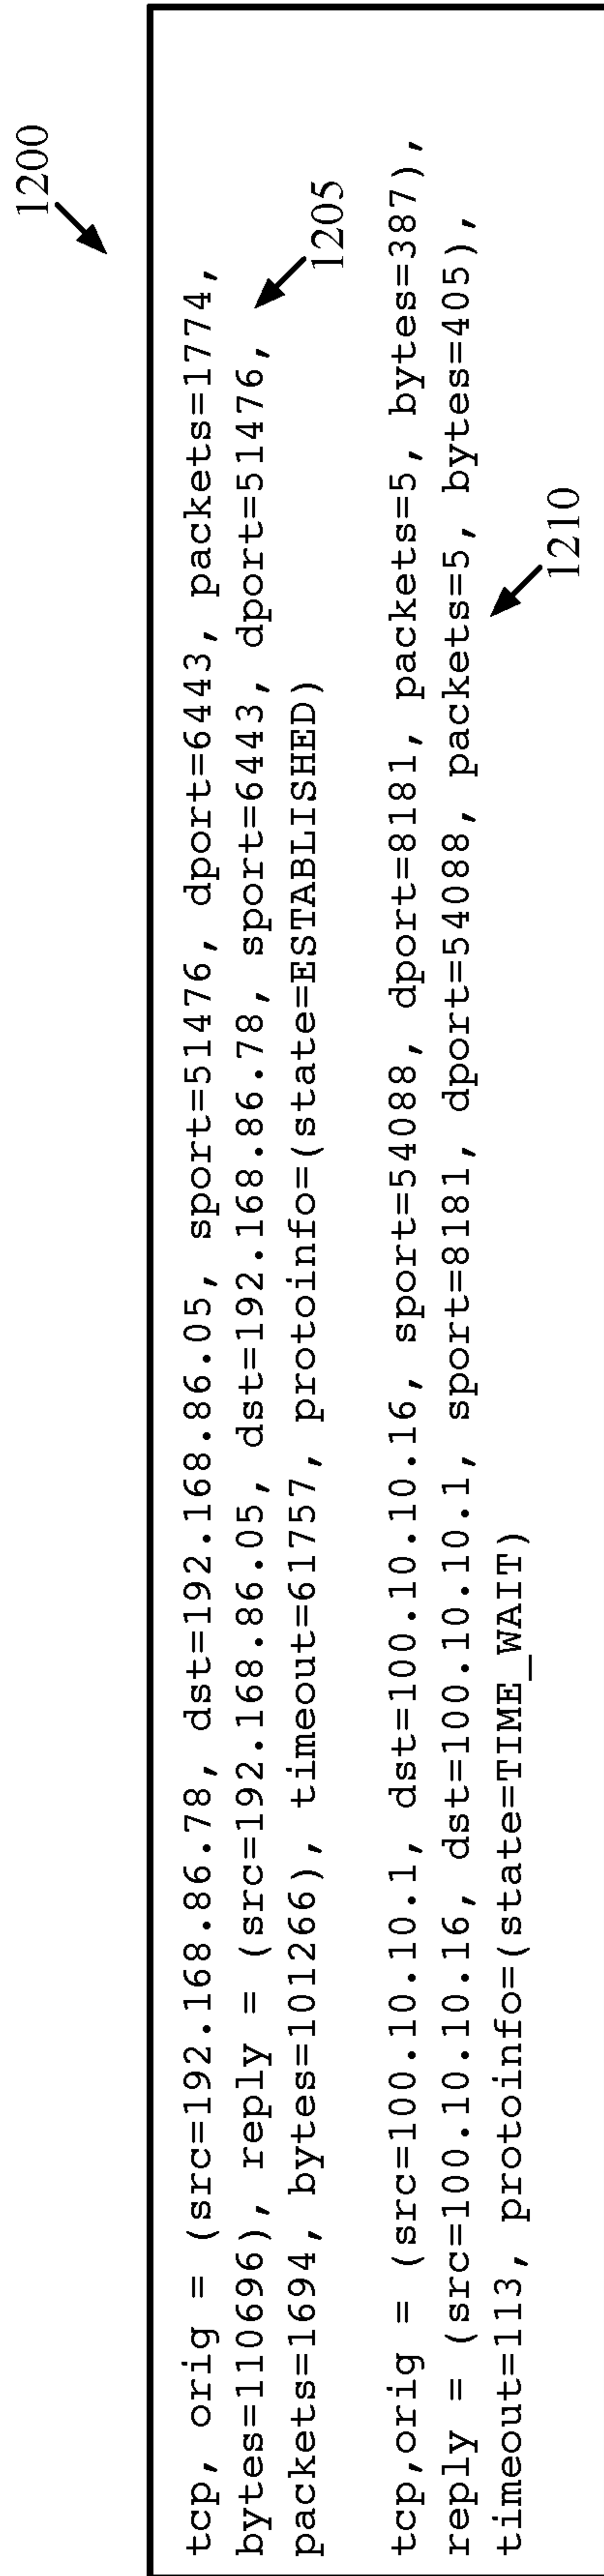 1200
tcp, orig = (src=192.168.86.78, dst=192.168.86.05, sport=51476, dport=6443, packets=1774,
bytes=110696), reply = (src=192.168.86.05, dst=192.168.86.78, sport=6443, dport=51476,
packets=1694, bytes=101266), timeout=61757, protoinfo=(state=ESTABLISHED)
1205
tcp,orig = (src=100.10.10.1, dst=100.10.10.16, sport=54088, dport=8181, packets=5, bytes=387),
reply = (src=100.10.10.16, dst=100.10.10.1, sport=8181, dport=54088, packets=5, bytes=405),
timeout=113, protoinfo=(state=TIME_WAIT)
1210